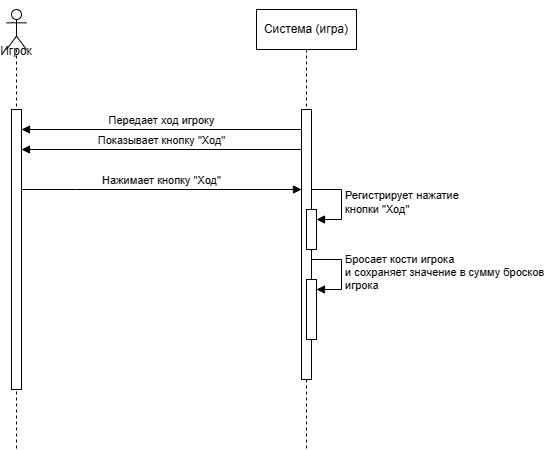 Игрок
Система (игра)
Передает ход игроку
Показывает кнопку "Ход"
Нажимает кнопку "Ход"
Регистрирует нажатие
кнопки "Ход"
Бросает кости игрока
и сохраняет значение в сумму бросков
игрока